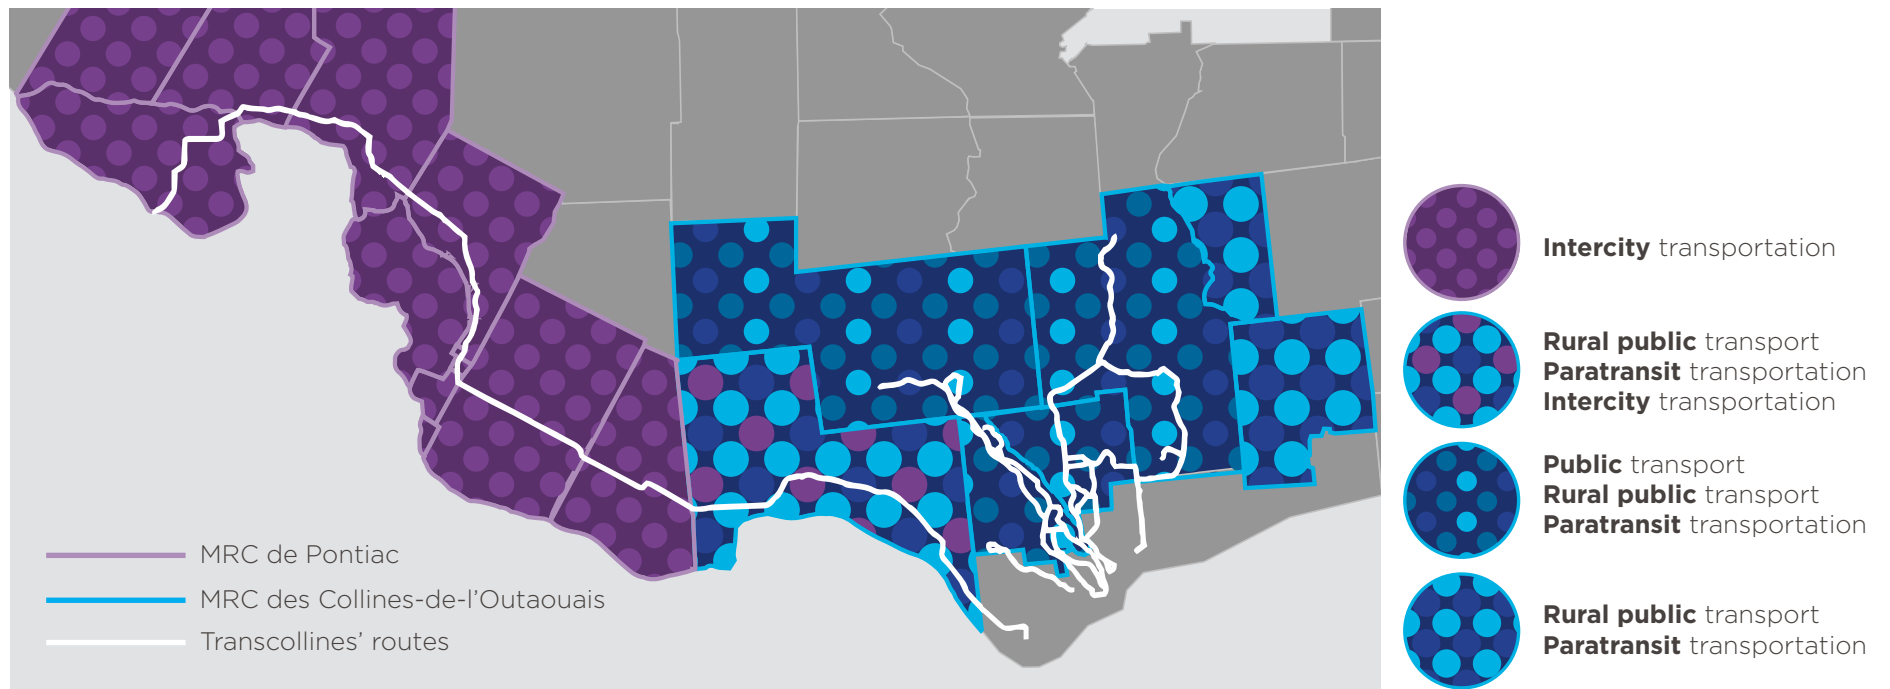 MRC de Pontiac
MRC des Collines-de-l’Outaouais
Transcollines’ routes
Intercity transportation
Rural public transport
Paratransit transportation
Intercity transportation
Public transport
Rural public transport
Paratransit transportation
Rural public transport
Paratransit transportation